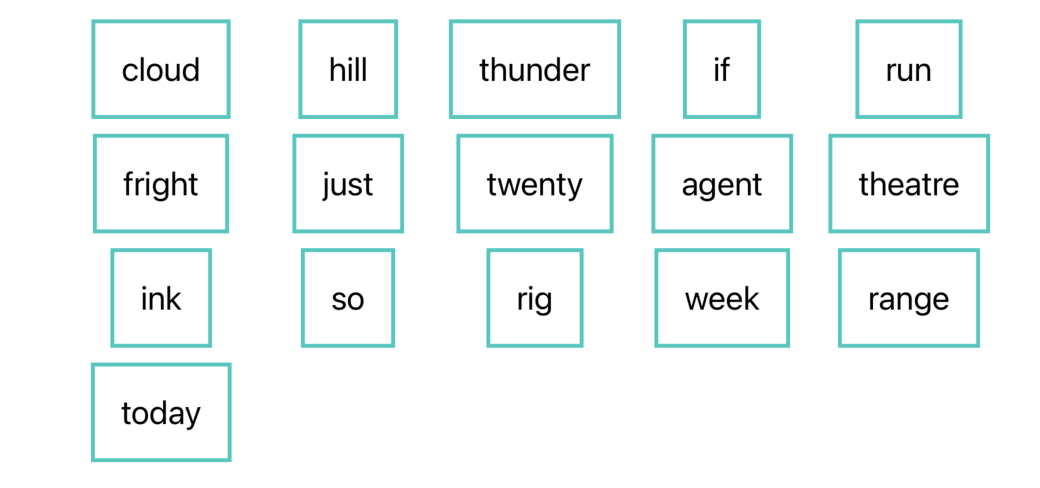 cloud hill thunder if run
fright just twenty agent theatre
ink so rig week range
today